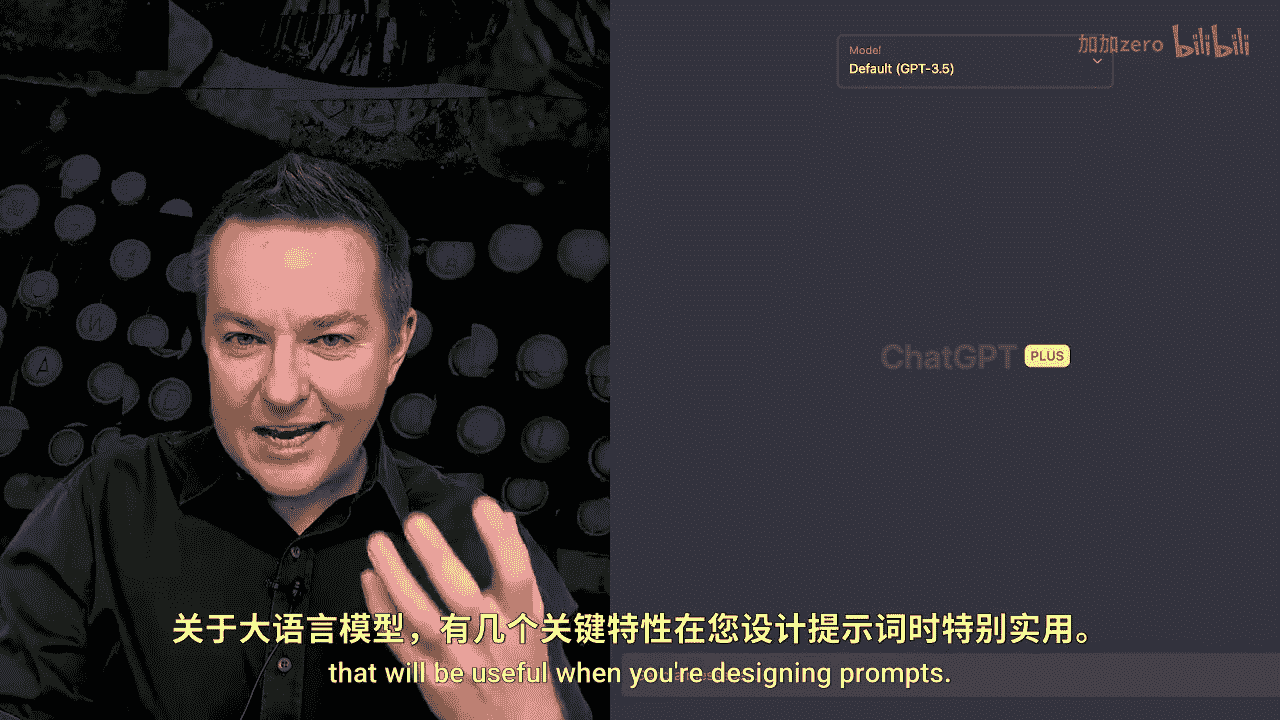 Model
Default (GPT-3.5)
加加zero bilibili
ChatGPT PLUS
关于大语言模型，有几个关键特性在您设计提示词时特别实用。
that will be useful when you're designing prompts.